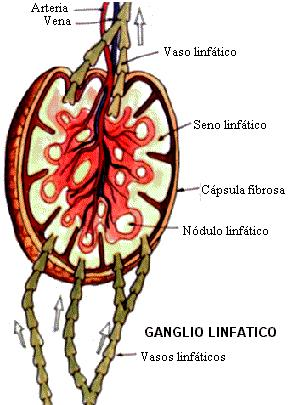 Arteria
Vena
Vaso linfático
Seno linfático
Cápsula fibrosa
Nódulo linfático
GANGLIO LINFATICO
Vasos linfáticos